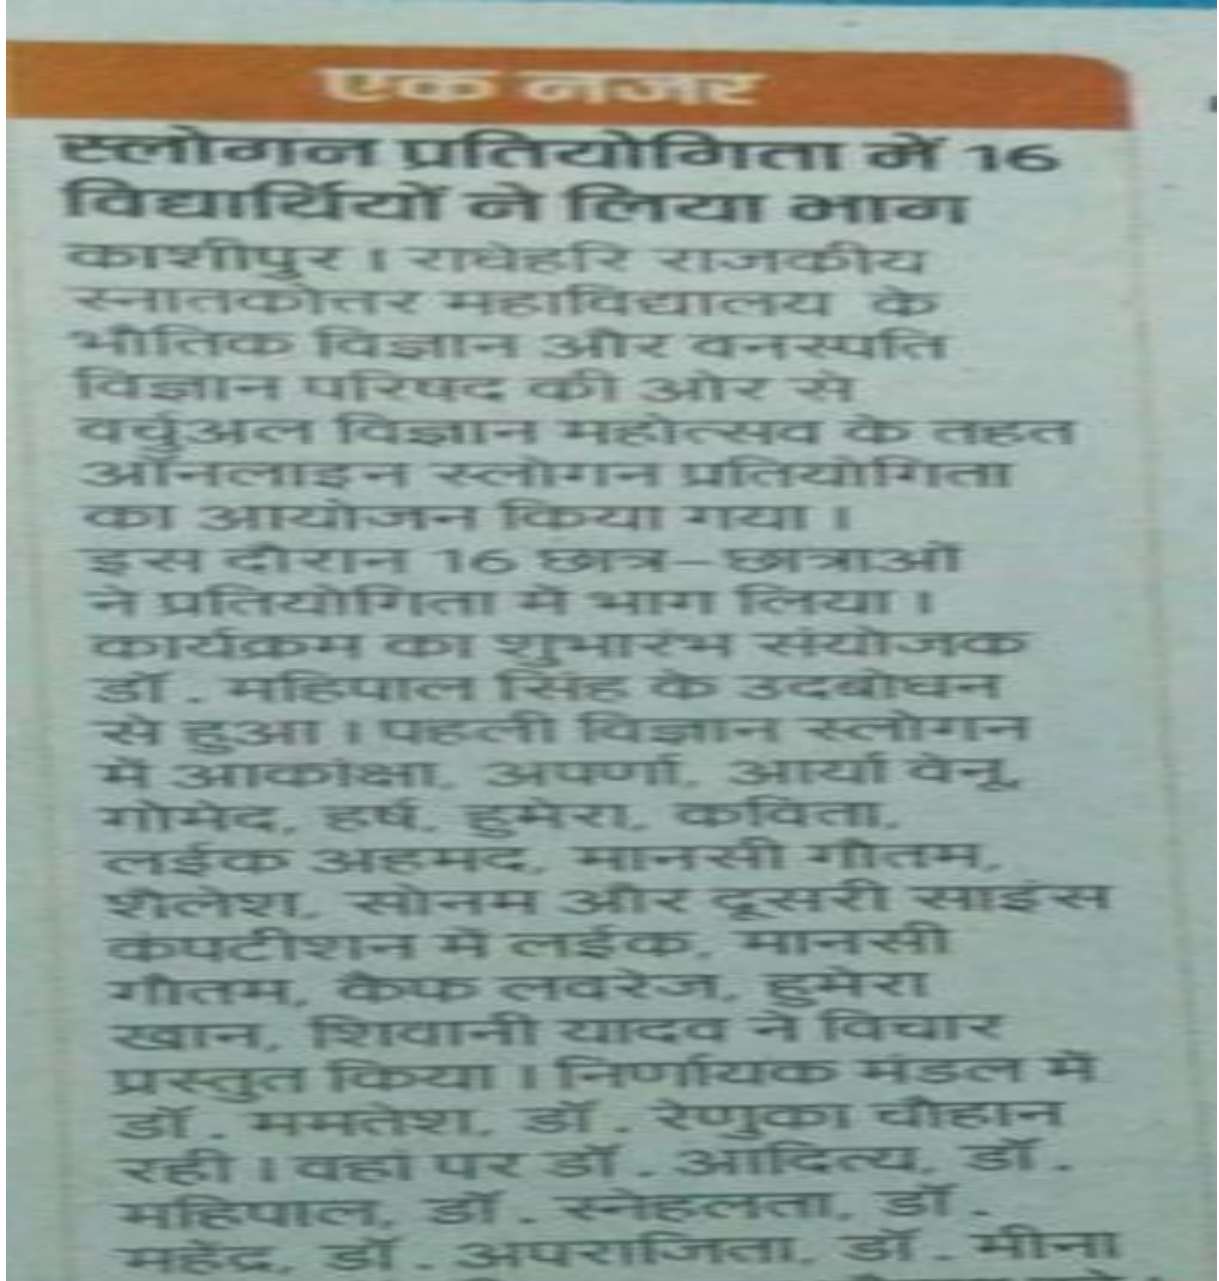 एक नजर
स्लोगन प्रतियोगिता में 16
विद्यार्थियों ने लिया भाग
काशीपुर। राधेहरि राजकीय
स्नातकोत्तर महाविद्यालय के
भौतिक विज्ञान और वनस्पति
विज्ञान परिषद की ओर से
वर्चुअल विज्ञान महोत्सव के तहत
ऑनलाइन स्लोगन प्रतियोगिता
का आयोजन किया गया।
इस दौरान 16 छात्र-छात्राओं
ने प्रतियोगिता में भाग लिया।
कार्यक्रम का शुभारंभ संयोजक
डॉ. महिपाल सिंह के उदबोधन
से हुआ। पहली विज्ञान स्लोगन
में आकांक्षा, अपर्णा, आर्या वेनू,
गोमेद, हर्ष, हुमेरा, कविता,
लईक अहमद, मानसी गौतम,
शैलेश, सोनम और दूसरी साइंस
कंपटीशन में लईक, मानसी
गौतम, कैफ लवरेज, हुमेरा
खान, शिवानी यादव ने विचार
प्रस्तुत किया। निर्णायक मंडल में
डॉ. ममतेश, डॉ. रेणुका चौहान
रही। वहां पर डॉ. आदित्य, डॉ.
महिपाल, डॉ. स्नेहलता, डॉ.
महेंद्र, डॉ. अपराजिता, डॉ. मीना